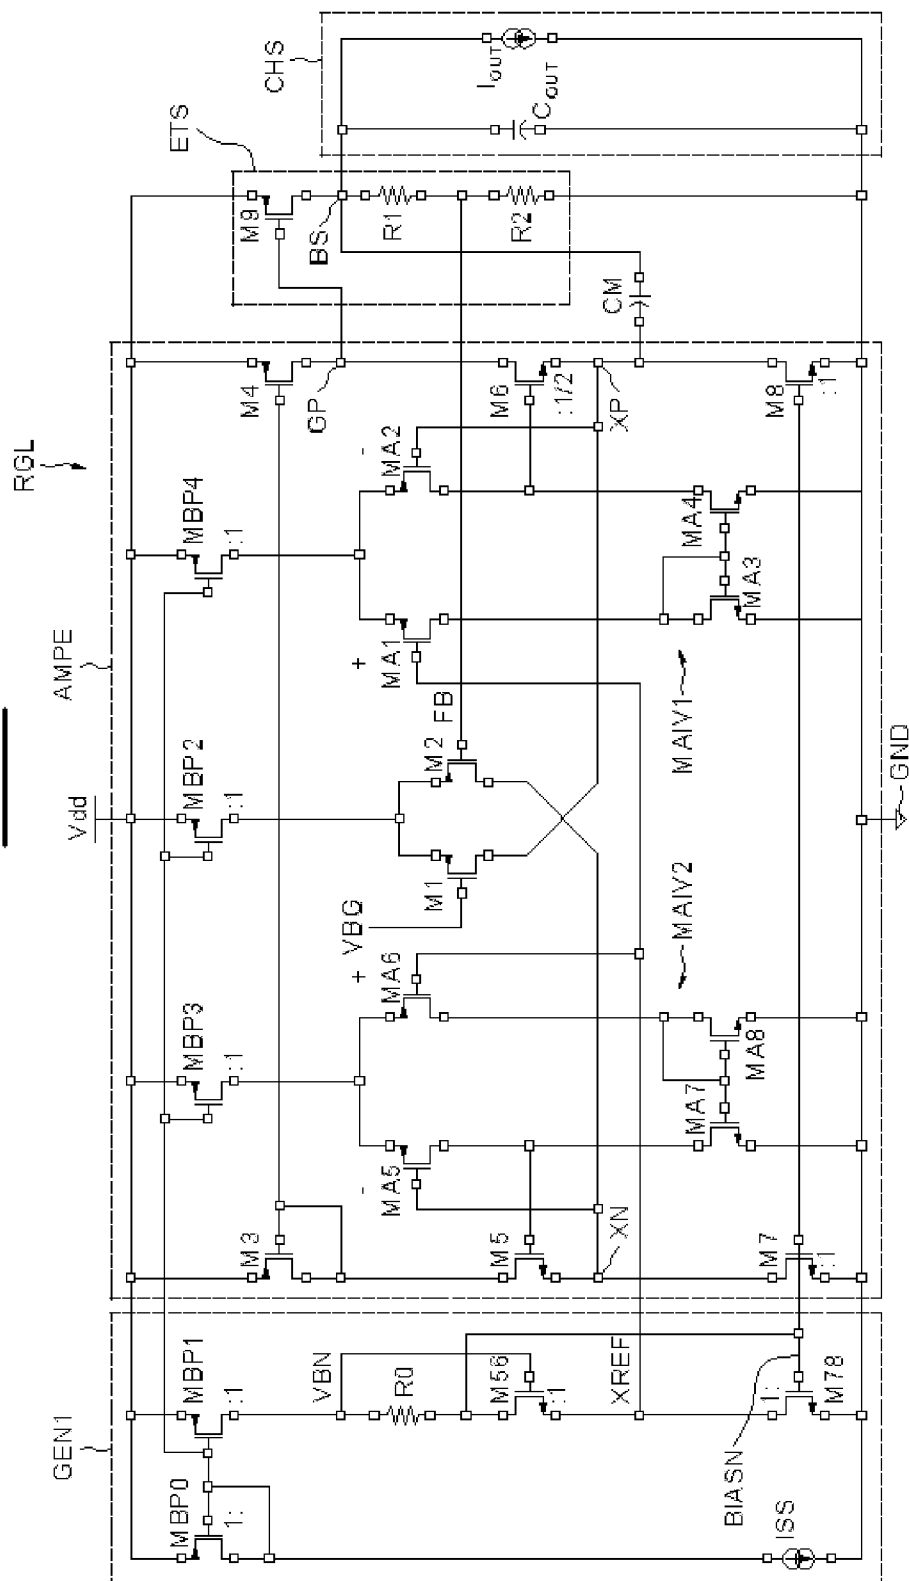 RGL
AMPE
ETS
CHS
GEN1
Vdd
MBP0
1:
MBP1
:1
MBP3
:1
MBP2
:1
MBP4
:1
M3
M4
M9
GP
BS
VBN
R0
M56
:1
XREF
1:
M78
BIASN
ISS
-
MA5
+
MA6
VBG
M1
M2
FB
+
MA1
-
MA2
M5
M6
:1/2
XN
XP
MA7
MA8
MAIV2
MAIV1
MA3
MA4
M7
:1
M8
:1
CM
R1
R2
COUT
IOUT
GND